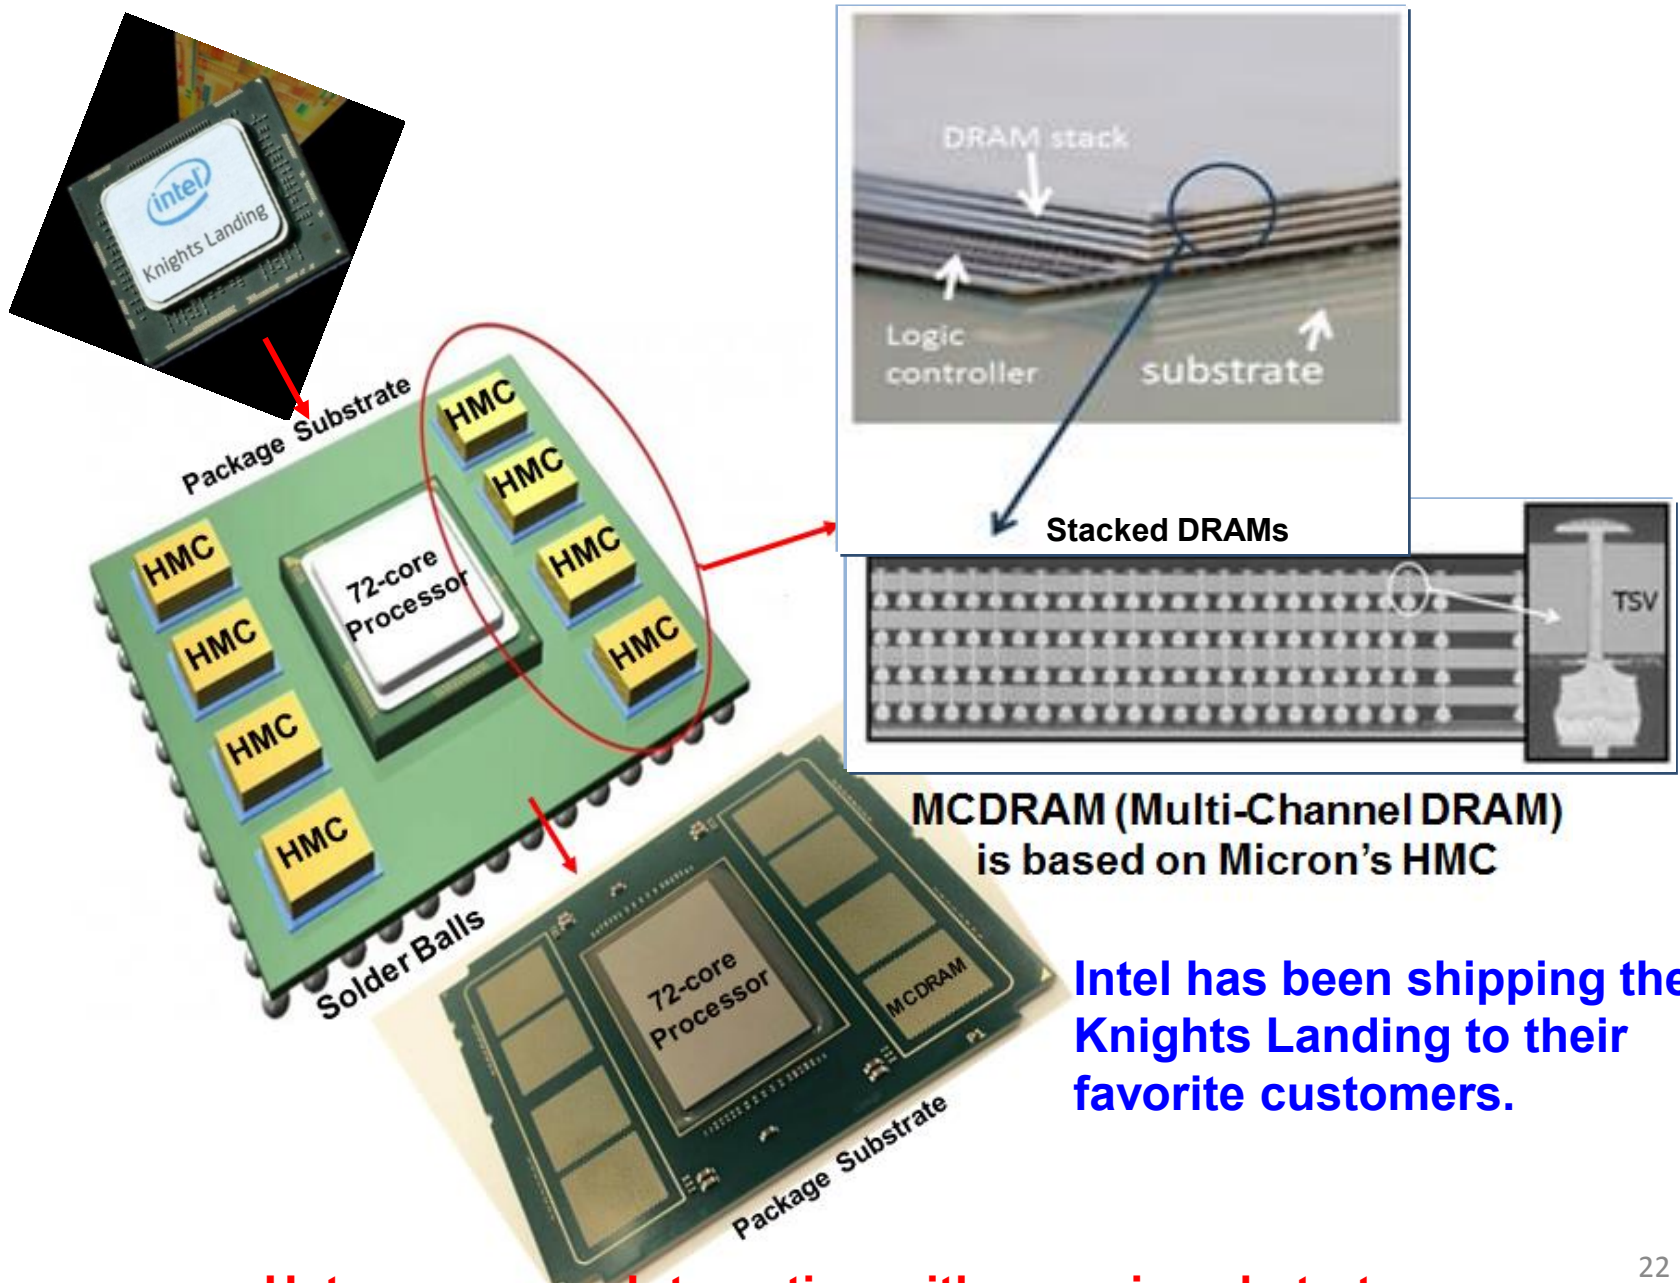 intel
Knights Landing
Package Substrate
HMC
HMC
HMC
HMC
HMC
HMC
HMC
HMC
72-core
Processor
Solder Balls
DRAM stack
Logic
controller
substrate
Stacked DRAMs
TSV
MCDRAM (Multi-Channel DRAM)
is based on Micron's HMC
72-core
Processor
MCDRAM
P1
Package Substrate
Intel has been shipping the
Knights Landing to their
favorite customers.
22